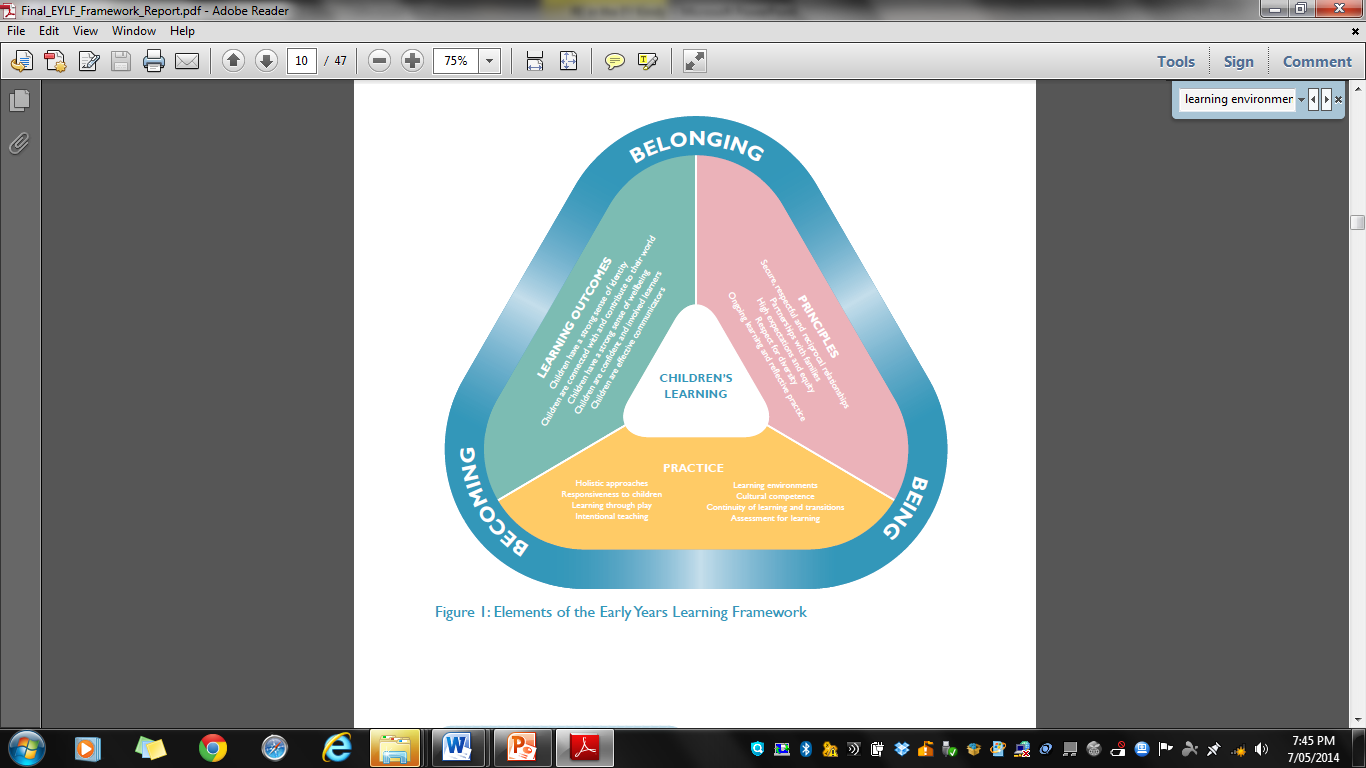 Final_EYLF_Framework_Report.pdf - Adobe Reader
File Edit View Window Help
10 / 47
75%
Tools Sign Comment
learning environmer
BELONGING
LEARNING OUTCOMES
Children have a strong sense of identity
Children are connected with and contribute to their world
Children have a strong sense of wellbeing
Children are confident and involved learners
Children are effective communicators
PRINCIPLES
Secure, respectful and reciprocal relationships
Partnerships with families
High expectations and equity
Respect for diversity
Ongoing learning and reflective practice
CHILDREN'S
LEARNING
PRACTICE
Holistic approaches
Responsiveness to children
Learning through play
Intentional teaching
Learning environments
Cultural competence
Continuity of learning and transitions
Assessment for learning
BECOMING
BEING
Figure 1: Elements of the Early Years Learning Framework
7:45 PM
7/05/2014